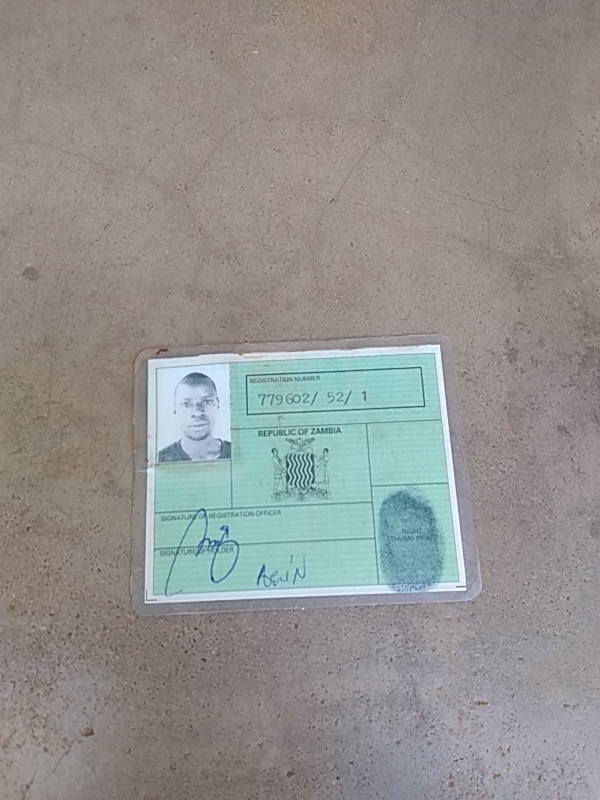 REGISTRATION NUMBER
779602/ 52/ 1
REPUBLIC OF ZAMBIA
SIGNATURE OF REGISTRATION OFFICER
SIGNATURE OF HOLDER
RIGHT
THUMB PRINT